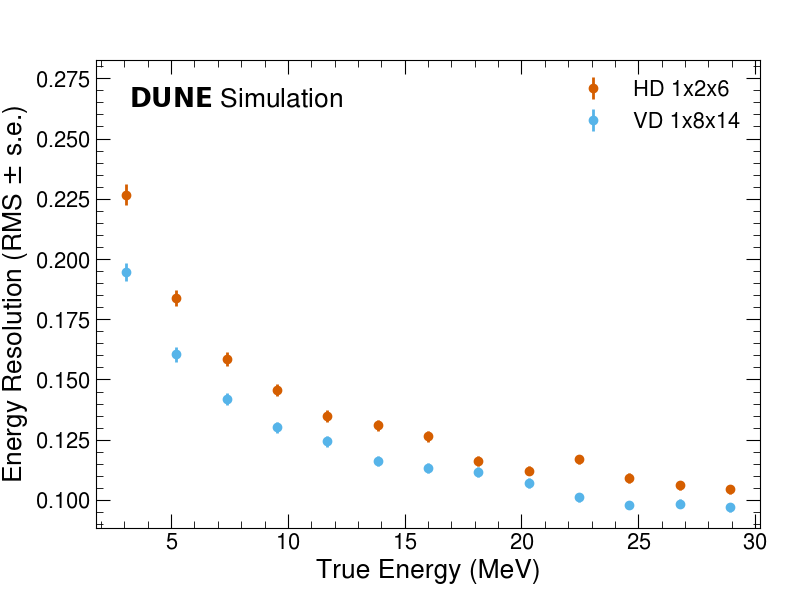 DUNE Simulation
HD 1x2x6
VD 1x8x14
Energy Resolution (RMS ± s.e.)
0.275
0.250
0.225
0.200
0.175
0.150
0.125
0.100
5 10 15 20 25 30
True Energy (MeV)